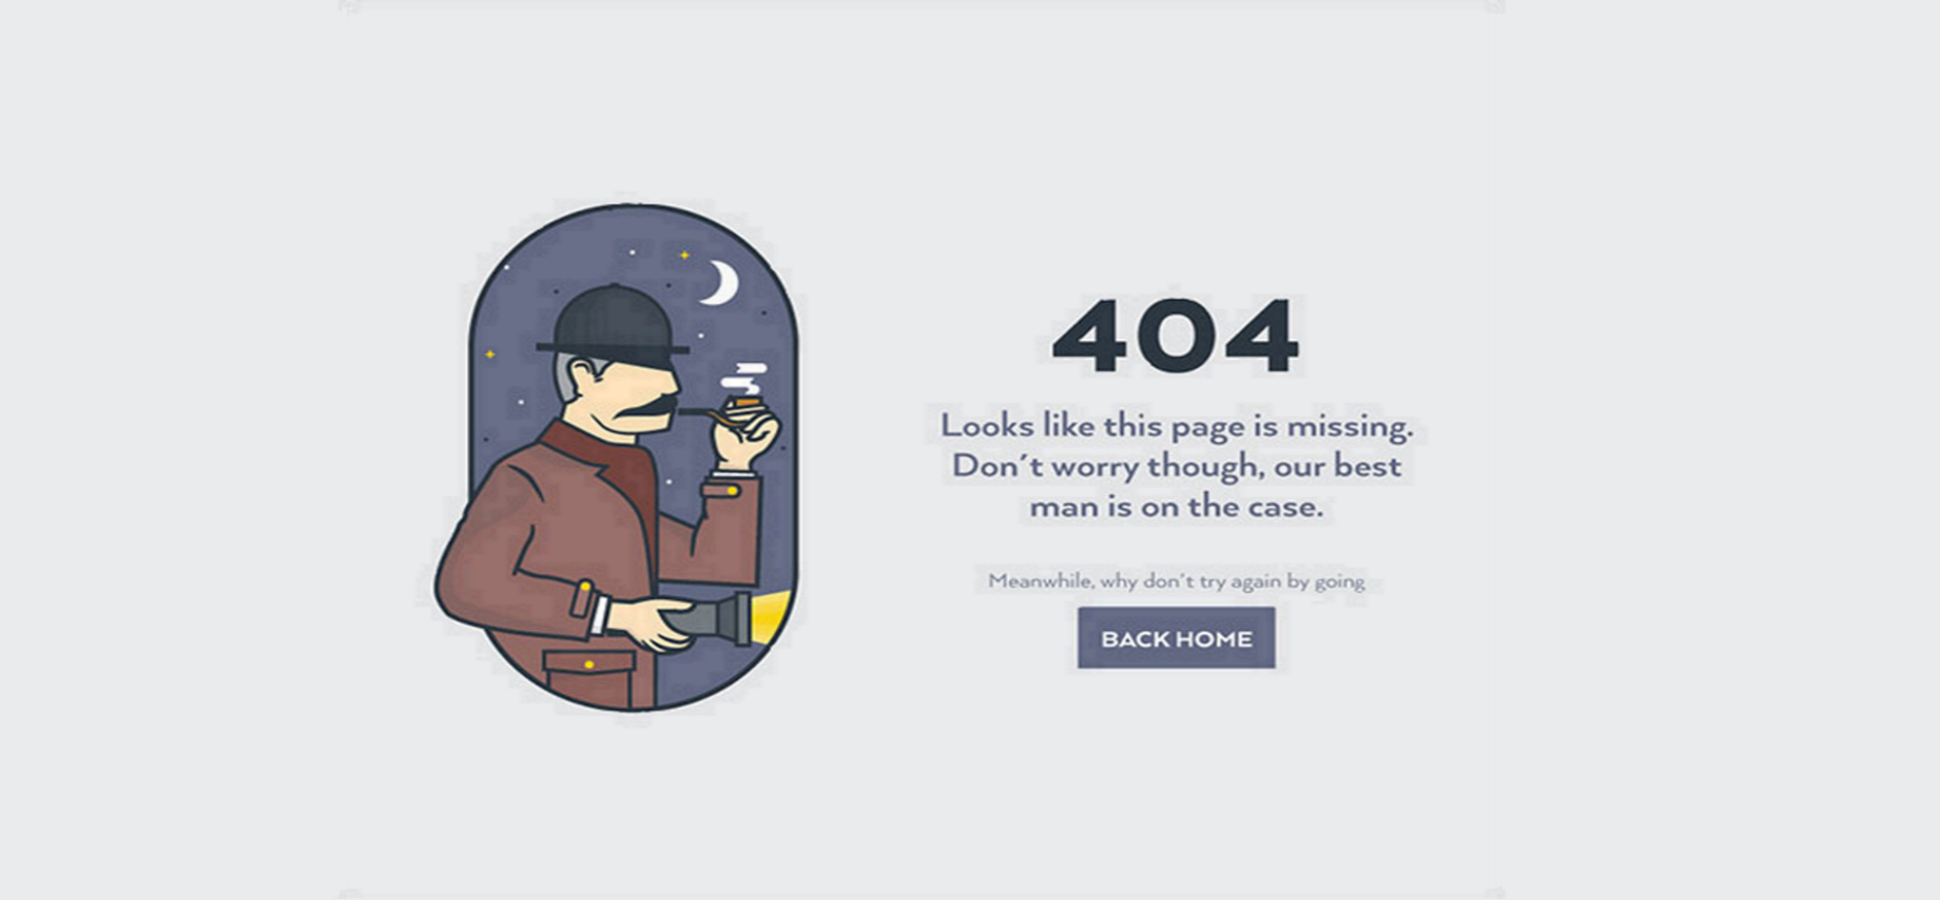 404
Looks like this page is missing.
Don't worry though, our best
man is on the case.
Meanwhile, why don't try again by going
BACK HOME